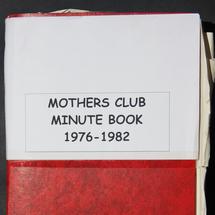 MOTHERS CLUB
MINUTE BOOK
1976-1982